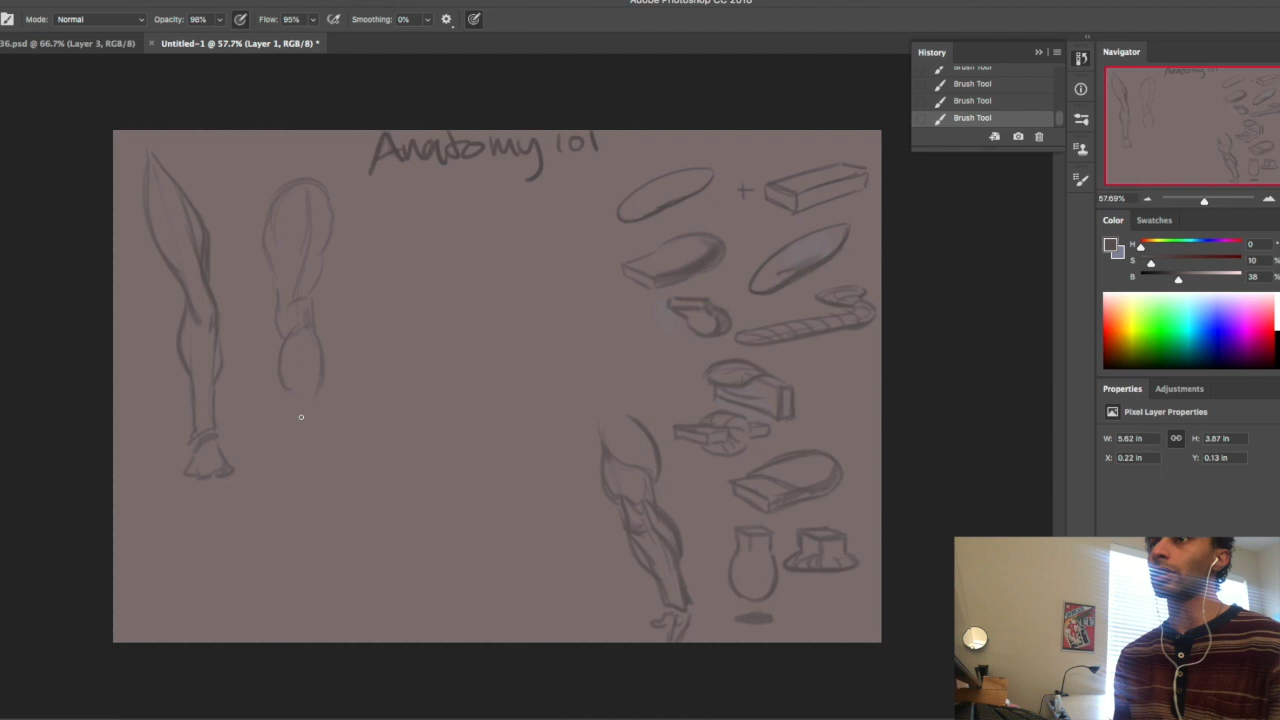 Adobe Photoshop CC 2018
Mode: Normal Opacity: 98% Flow: 95% Smoothing: 0%
36.psd @ 66.7% (Layer 3, RGB/8) × Untitled-1 @ 57.7% (Layer 1, RGB/8) *
History
Brush Tool
Brush Tool
Brush Tool
Brush Tool
Navigator
57.69%
Color Swatches
H 0 °
S 10 %
B 38 %
Properties Adjustments
Pixel Layer Properties
W: 5.62 in H: 3.87 in
X: 0.22 in Y: 0.13 in
Anatomy 101
+